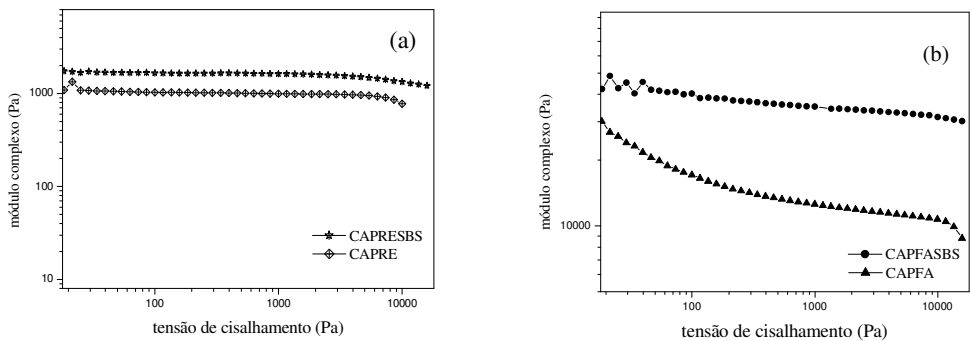 (a)
1000
100
10
módulo complexo (Pa)
CAPRESBS
CAPRE
100 1000 10000
tensão de cisalhamento (Pa)
(b)
10000
módulo complexo (Pa)
CAPFASBS
CAPFA
100 1000 10000
tensão de cisalhamento (Pa)